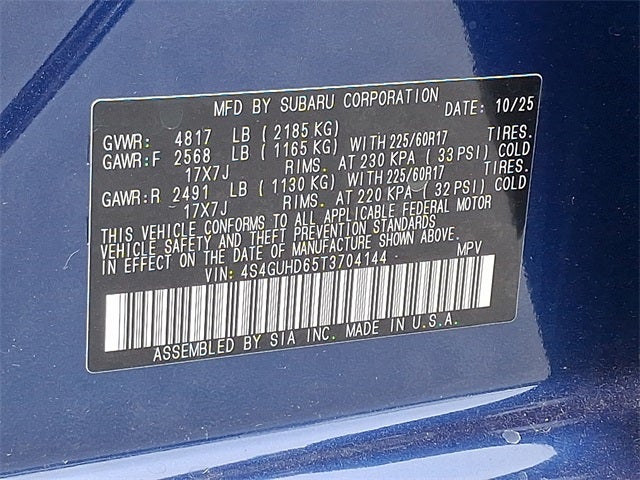 MFD BY SUBARU CORPORATION DATE: 10/25
GVWR: 4817 LB (2185 KG)
GAWR:F 2568 LB (1165 KG) WITH 225/60R17 TIRES.
17X7J RIMS. AT 230 KPA (33 PSI) COLD
GAWR:R 2491 LB (1130 KG) WITH 225/60R17 TIRES.
17X7J RIMS. AT 220 KPA (32 PSI) COLD
THIS VEHICLE CONFORMS TO ALL APPLICABLE FEDERAL MOTOR
VEHICLE SAFETY AND THEFT PREVENTION STANDARDS
IN EFFECT ON THE DATE OF MANUFACTURE SHOWN ABOVE.
VIN: 4S4GUHD65T3704144 MPV
ASSEMBLED BY SIA INC. MADE IN U.S.A.